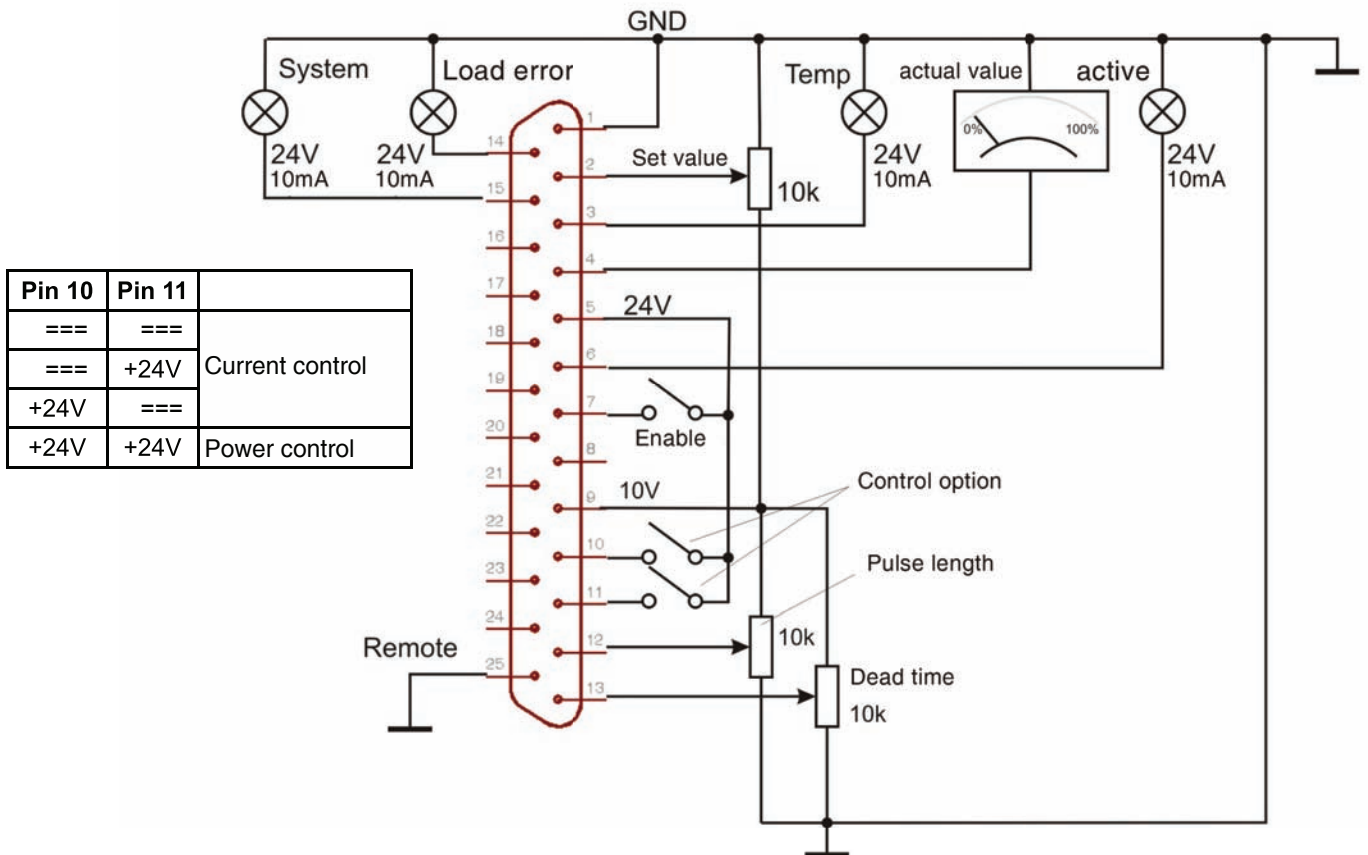 GND
System
Load error
Temp
actual value
active
0%
100%
24V
10mA
24V
10mA
24V
10mA
24V
10mA
Set value
10k
1
14
2
15
3
16
4
17
5
24V
18
6
19
7
Enable
20
8
21
9
10V
22
10
23
11
24
12
25
13
Control option
Pulse length
10k
Dead time
10k
Remote
Pin 10 Pin 11
=== ===
=== +24V Current control
+24V ===
+24V +24V Power control